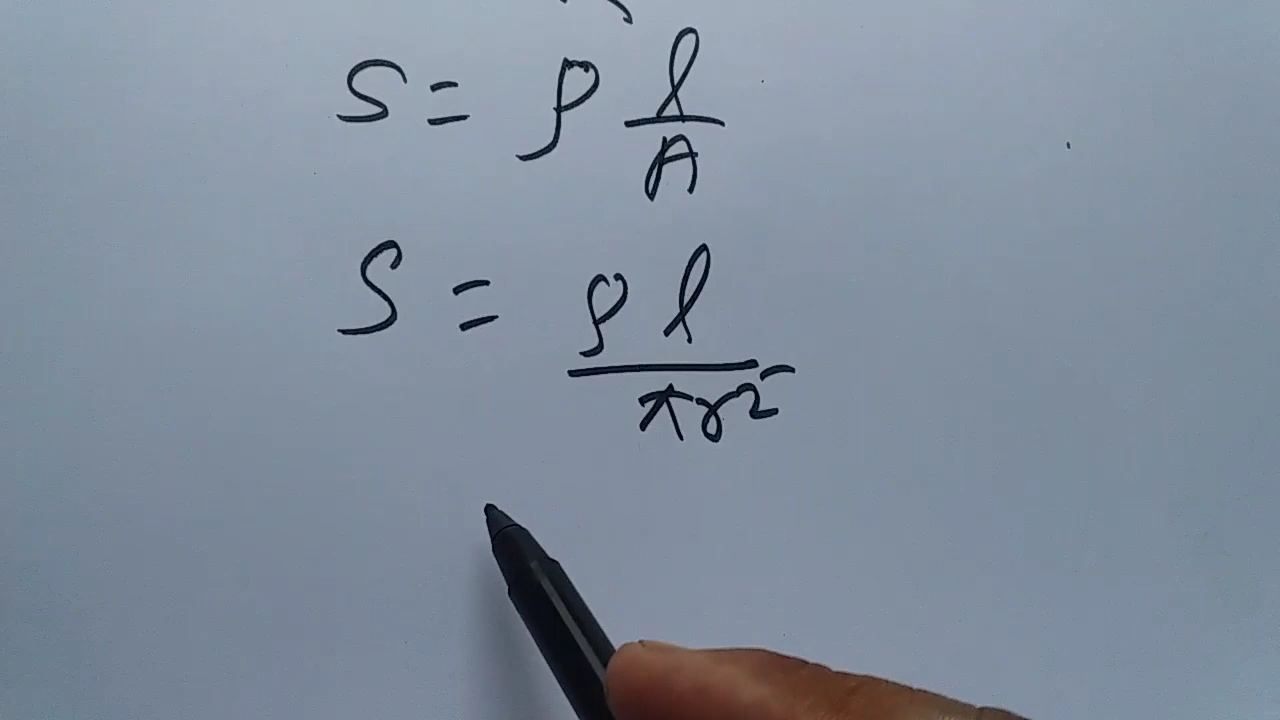 S = ρ l/A
S = ρ l/πr²